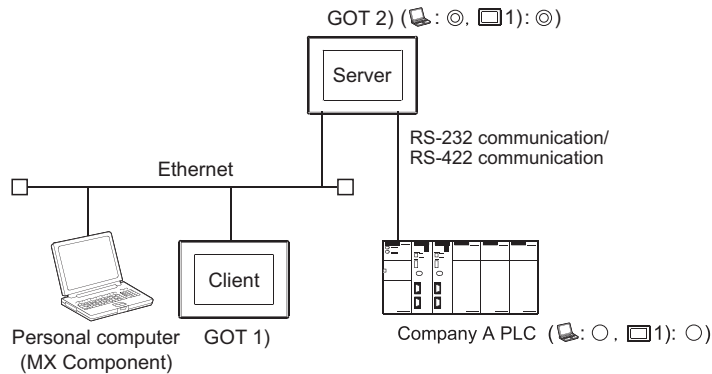 GOT 2) (: ◎, 1): ◎)
Server
RS-232 communication/
RS-422 communication
Ethernet
Client
Personal computer
(MX Component)
GOT 1)
Company A PLC (: ○, 1): ○)